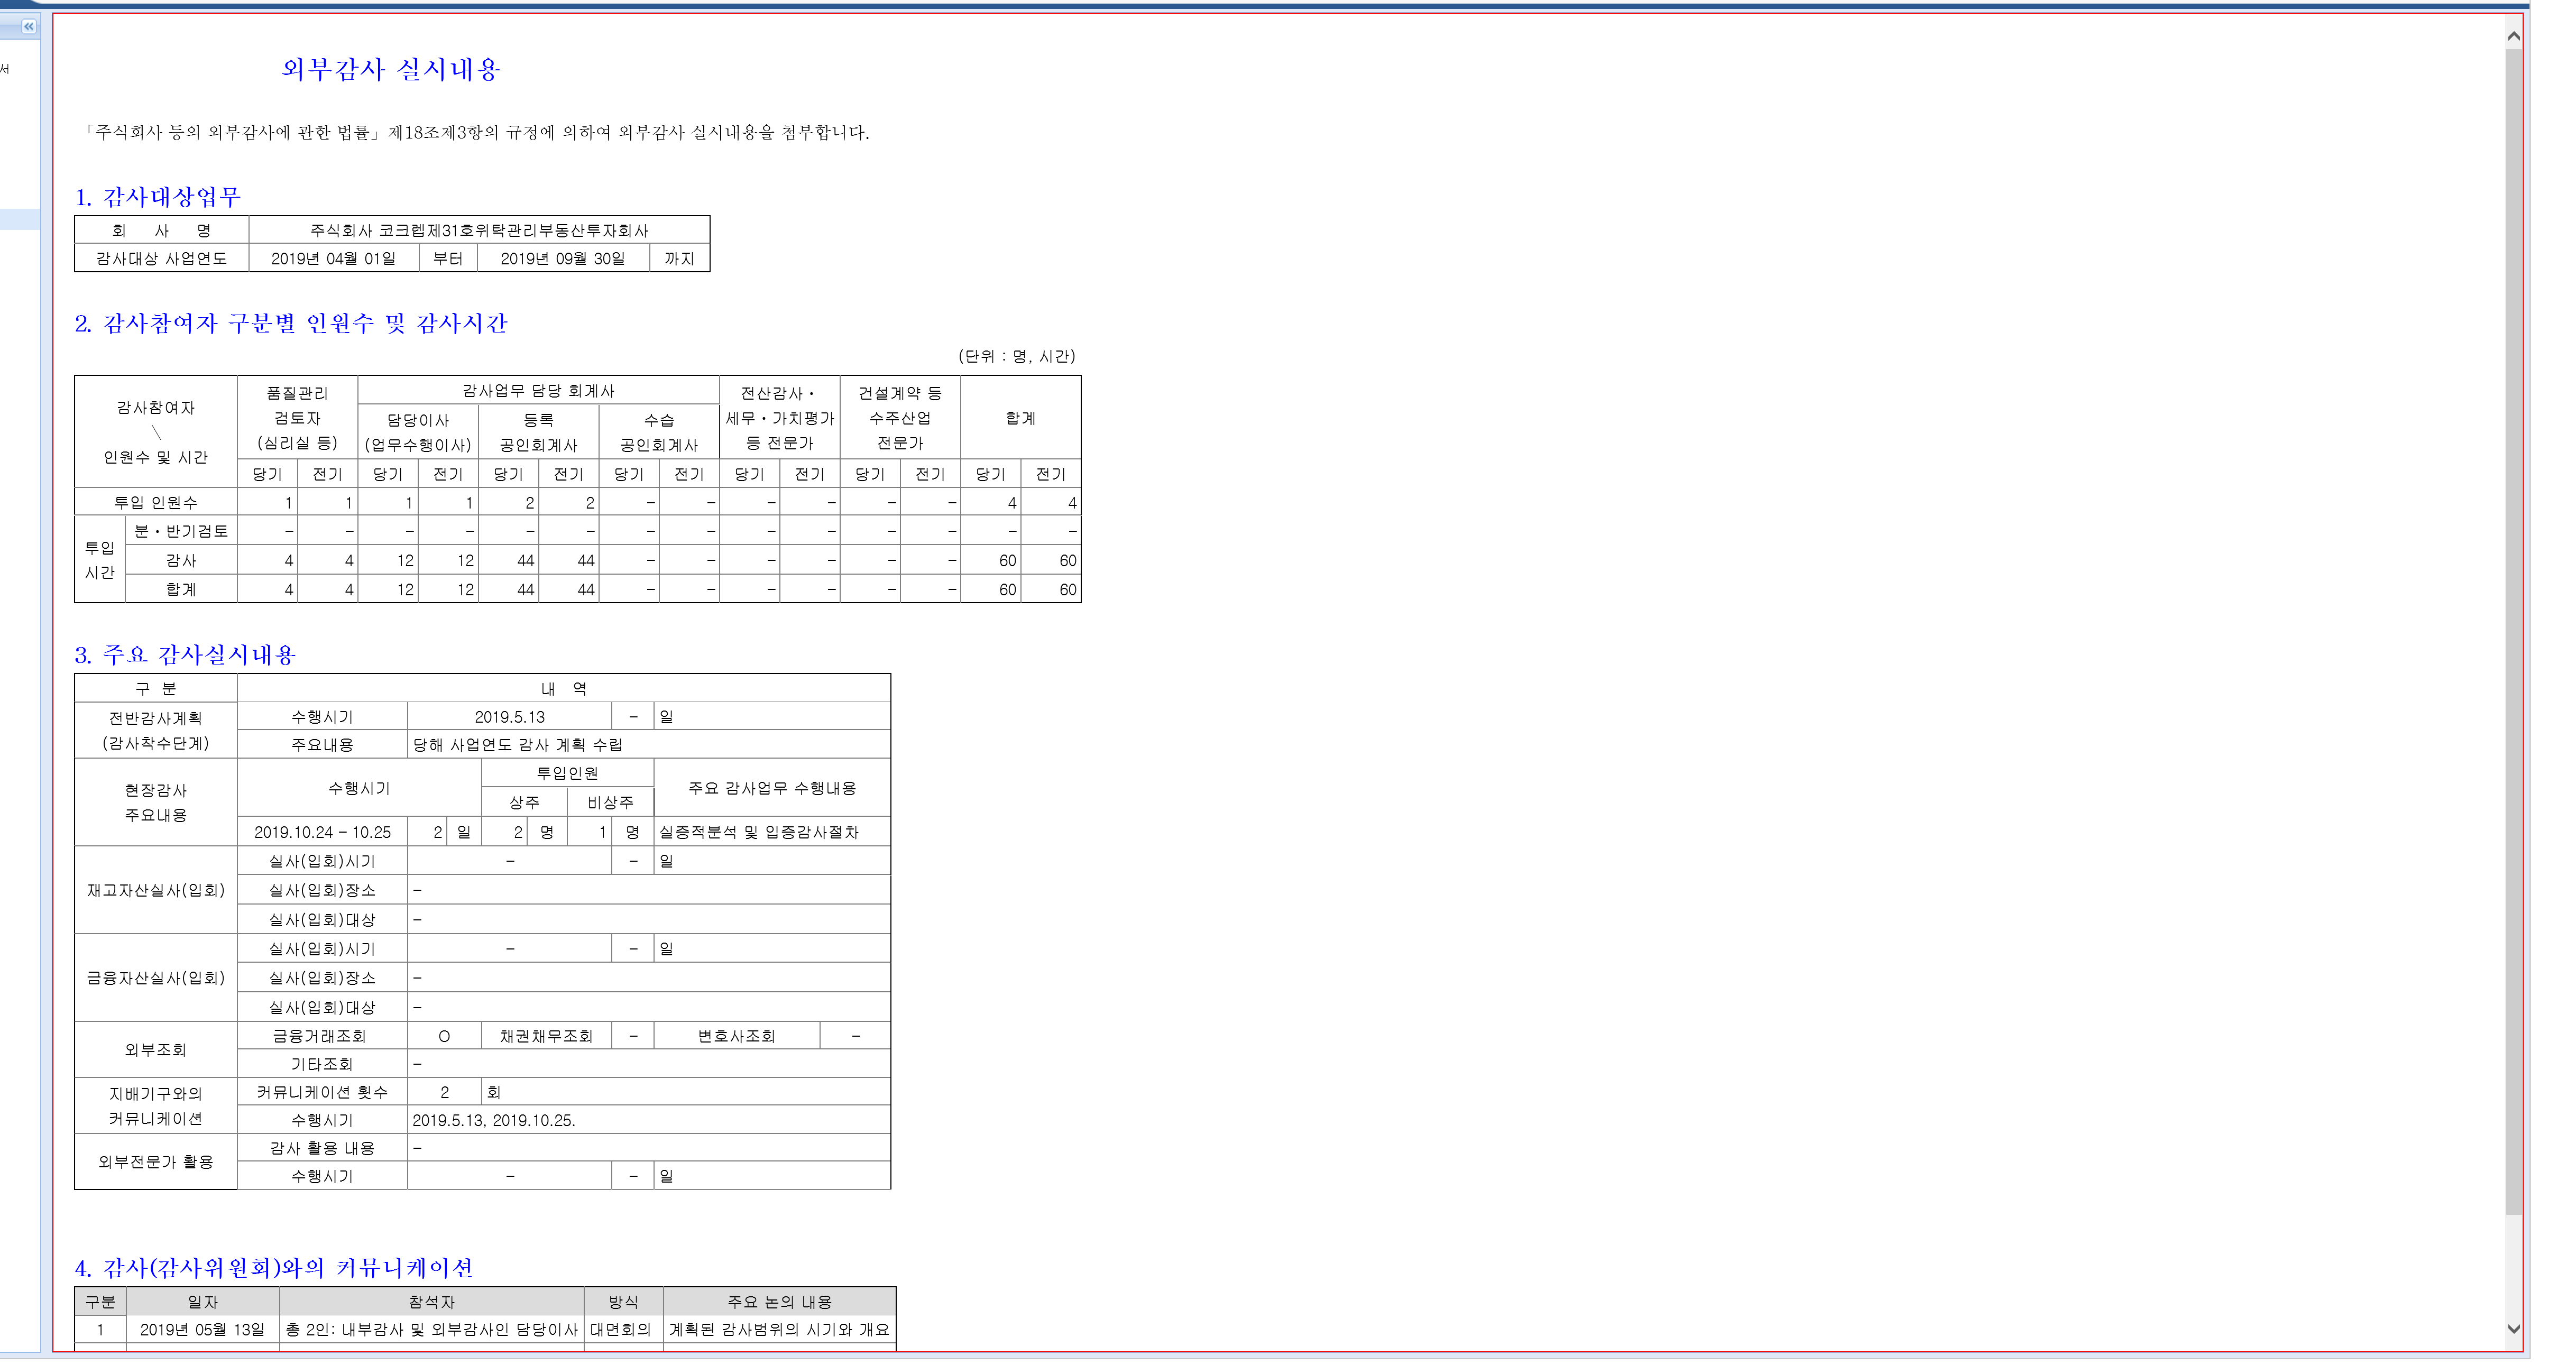 서
외부감사 실시내용
「주식회사 등의 외부감사에 관한 법률」제18조제3항의 규정에 의하여 외부감사 실시내용을 첨부합니다.
1. 감사대상업무
회 사 명 주식회사 코크렙제31호위탁관리부동산투자회사
감사대상 사업연도 2019년 04월 01일 부터 2019년 09월 30일 까지
2. 감사참여자 구분별 인원수 및 감사시간
(단위 : 명, 시간)
감사참여자
\
인원수 및 시간
품질관리
검토자
(심리실 등)
감사업무 담당 회계사
담당이사
(업무수행이사)
등록
공인회계사
수습
공인회계사
전산감사·
세무·가치평가
등 전문가
건설계약 등
수주산업
전문가
합계
당기 전기 당기 전기 당기 전기 당기 전기 당기 전기 당기 전기 당기 전기
투입 인원수 1 1 1 1 2 2 - - - - - - 4 4
투입
시간
분·반기검토 - - - - - - - - - - - - - -
감사 4 4 12 12 44 44 - - - - - - 60 60
합계 4 4 12 12 44 44 - - - - - - 60 60
3. 주요 감사실시내용
구 분 내 역
전반감사계획
(감사착수단계)
수행시기 2019.5.13 - 일
주요내용 당해 사업연도 감사 계획 수립
현장감사
주요내용
수행시기 투입인원 주요 감사업무 수행내용
상주 비상주
2019.10.24 - 10.25 2 일 2 명 1 명 실증적분석 및 입증감사절차
재고자산실사(입회)
실사(입회)시기 - - 일
실사(입회)장소 -
실사(입회)대상 -
금융자산실사(입회)
실사(입회)시기 - - 일
실사(입회)장소 -
실사(입회)대상 -
외부조회
금융거래조회 O 채권채무조회 - 변호사조회 -
기타조회 -
지배기구와의
커뮤니케이션
커뮤니케이션 횟수 2 회
수행시기 2019.5.13, 2019.10.25.
외부전문가 활용
감사 활용 내용 -
수행시기 - - 일
4. 감사(감사위원회)와의 커뮤니케이션
구분 일자 참석자 방식 주요 논의 내용
1 2019년 05월 13일 총 2인: 내부감사 및 외부감사인 담당이사 대면회의 계획된 감사범위의 시기와 개요